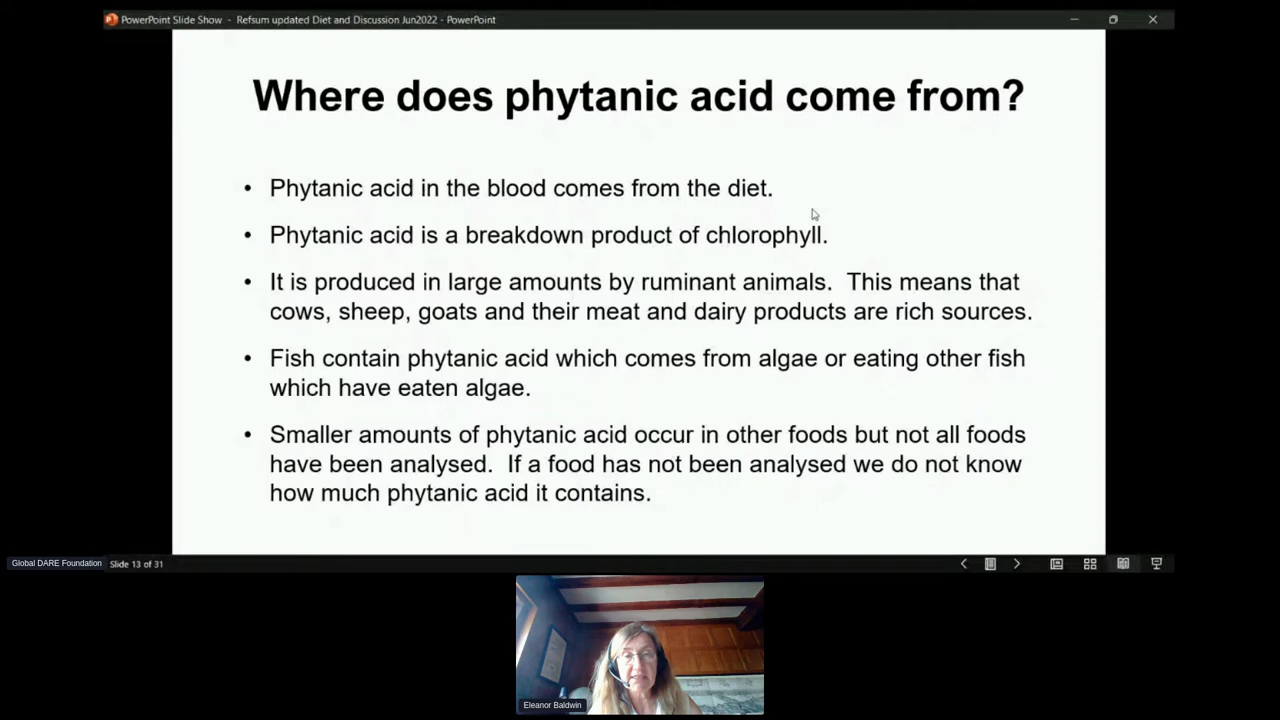 PowerPoint Slide Show - Refsum updated Diet and Discussion Jun2022 - PowerPoint
Where does phytanic acid come from?
• Phytanic acid in the blood comes from the diet.
• Phytanic acid is a breakdown product of chlorophyll.
• It is produced in large amounts by ruminant animals. This means that
cows, sheep, goats and their meat and dairy products are rich sources.
• Fish contain phytanic acid which comes from algae or eating other fish
which have eaten algae.
• Smaller amounts of phytanic acid occur in other foods but not all foods
have been analysed. If a food has not been analysed we do not know
how much phytanic acid it contains.
Global DARE Foundation
Slide 13 of 31
Eleanor Baldwin